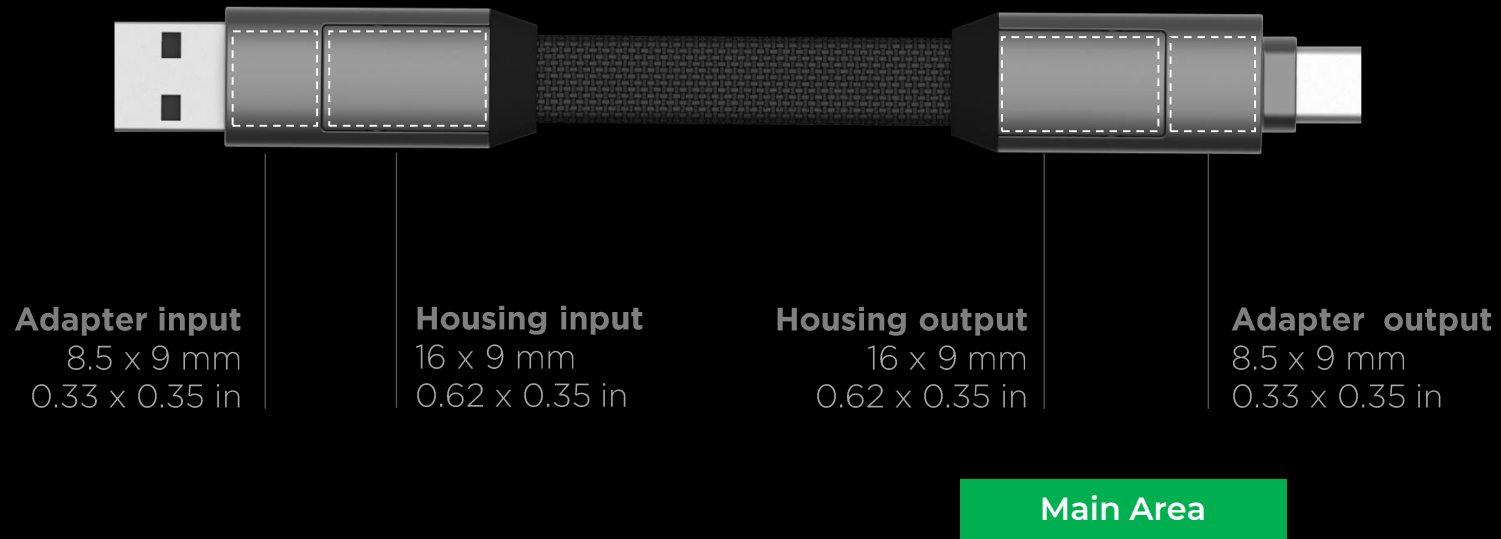 Adapter input
8.5 x 9 mm
0.33 x 0.35 in
Housing input
16 x 9 mm
0.62 x 0.35 in
Housing output
16 x 9 mm
0.62 x 0.35 in
Adapter output
8.5 x 9 mm
0.33 x 0.35 in
Main Area